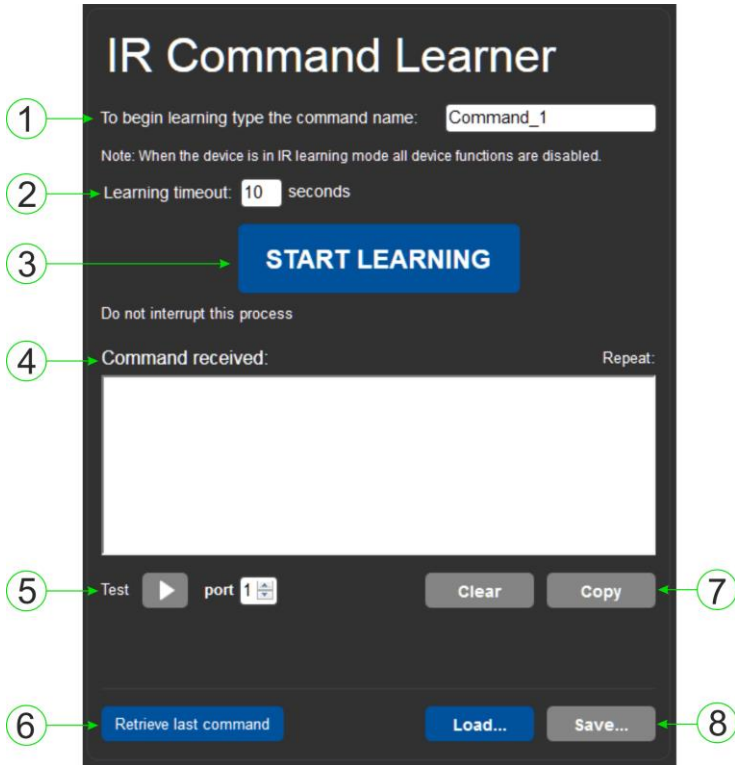 IR Command Learner
1 To begin learning type the command name: Command_1
Note: When the device is in IR learning mode all device functions are disabled.
2 Learning timeout: 10 seconds
3 START LEARNING
Do not interrupt this process
4 Command received: Repeat:
5 Test port 1 Clear Copy 7
6 Retrieve last command Load... Save... 8